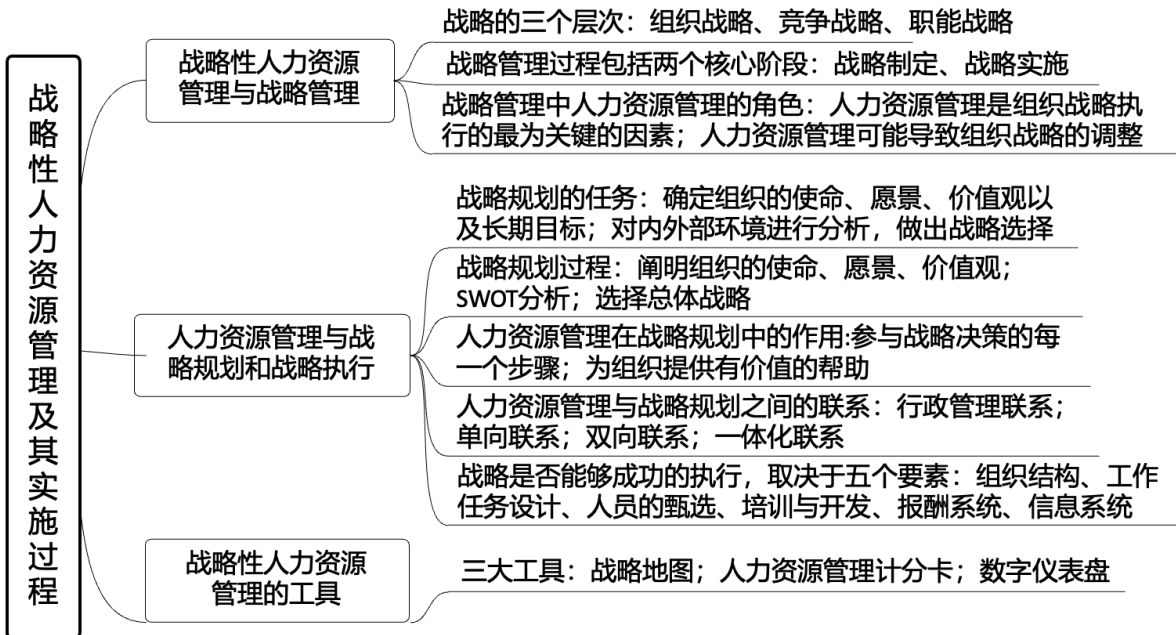 战略性人力资源管理及其实施过程
战略性人力资源
管理与战略管理
战略的三个层次：组织战略、竞争战略、职能战略
战略管理过程包括两个核心阶段：战略制定、战略实施
战略管理中人力资源管理的角色：人力资源管理是组织战略执
行的最为关键的因素；人力资源管理可能导致组织战略的调整
人力资源管理与战
略规划和战略执行
战略规划的任务：确定组织的使命、愿景、价值观以
及长期目标；对内外部环境进行分析，做出战略选择
战略规划过程：阐明组织的使命、愿景、价值观；
SWOT分析；选择总体战略
人力资源管理在战略规划中的作用:参与战略决策的每
一个步骤；为组织提供有价值的帮助
人力资源管理与战略规划之间的联系：行政管理联系；
单向联系；双向联系；一体化联系
战略是否能够成功的执行，取决于五个要素：组织结构、工作
任务设计、人员的甄选、培训与开发、报酬系统、信息系统
战略性人力资源
管理的工具
三大工具：战略地图；人力资源管理计分卡；数字仪表盘